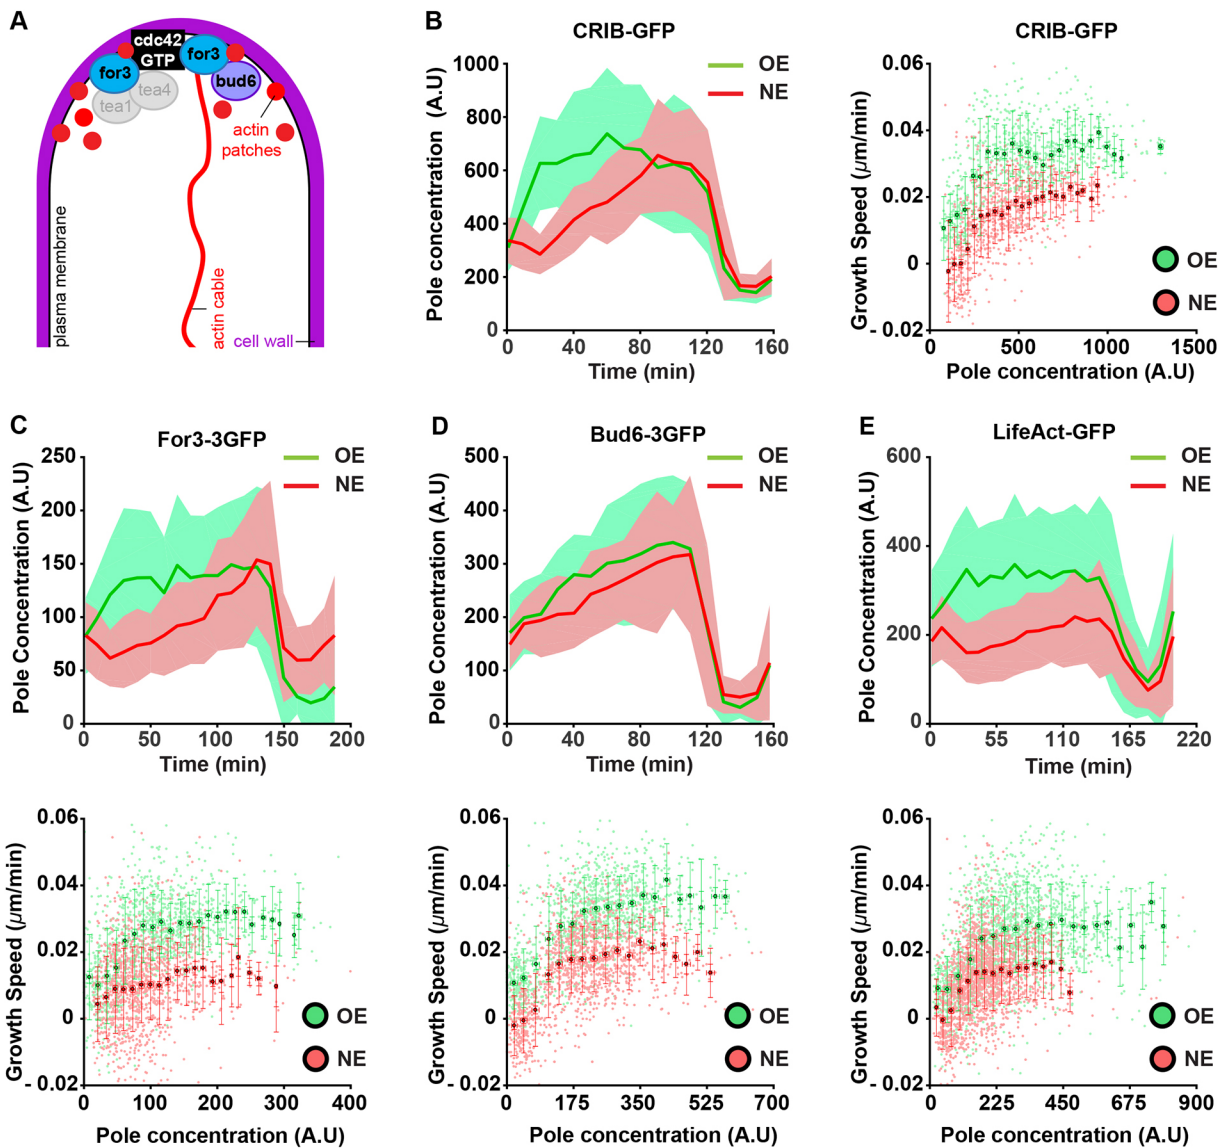 A
cdc42
GTP
for3
for3
bud6
tea4
tea1
actin
patches
plasma membrane
actin cable
cell wall
B
CRIB-GFP
OE
NE
Pole concentration (A.U)
1000
800
600
400
200
0
0 40 80 120 160
Time (min)
CRIB-GFP
Growth Speed (µm/min)
0.06
0.04
0.02
0
- 0.02
OE
NE
0 500 1000 1500
Pole concentration (A.U)
C
For3-3GFP
OE
NE
Pole Concentration (A.U)
250
200
150
100
50
0
0 50 100 150 200
Time (min)
D
Bud6-3GFP
OE
NE
Pole Concentration (A.U)
500
400
300
200
100
0
0 40 80 120 160
Time (min)
E
LifeAct-GFP
OE
NE
Pole Concentration (A.U)
600
400
200
0
0 55 110 165 220
Time (min)
Growth Speed (µm/min)
0.06
0.04
0.02
0
- 0.02
OE
NE
0 100 200 300 400
Pole concentration (A.U)
Growth Speed (µm/min)
0.06
0.04
0.02
0
- 0.02
OE
NE
0 175 350 525 700
Pole concentration (A.U)
Growth Speed (µm/min)
0.06
0.04
0.02
0
- 0.02
OE
NE
0 225 450 675 900
Pole concentration (A.U)